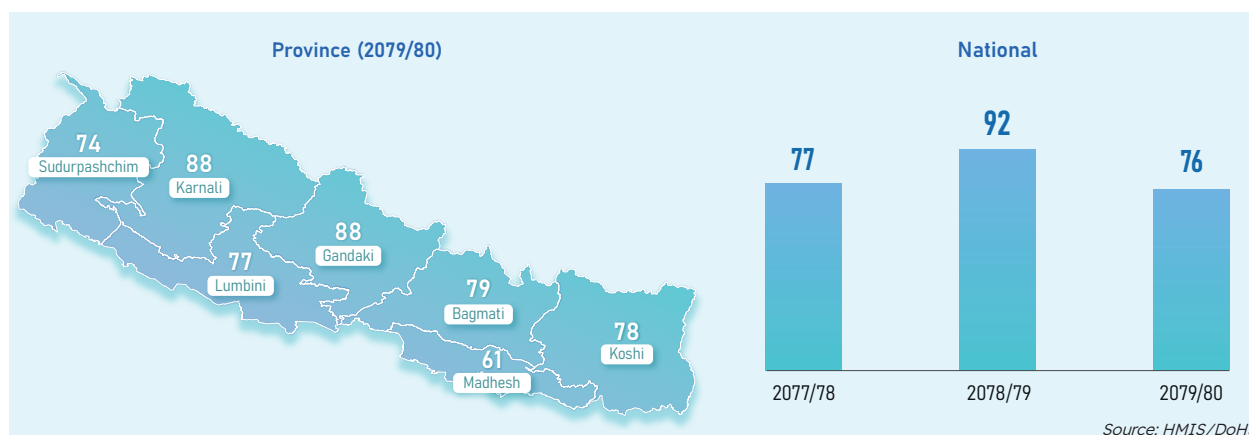 Province (2079/80)
74
Sudurpashchim
88
Karnali
77
Lumbini
88
Gandaki
79
Bagmati
61
Madhesh
78
Koshi
National
77
92
76
2077/78
2078/79
2079/80
Source: HMIS/DoHS